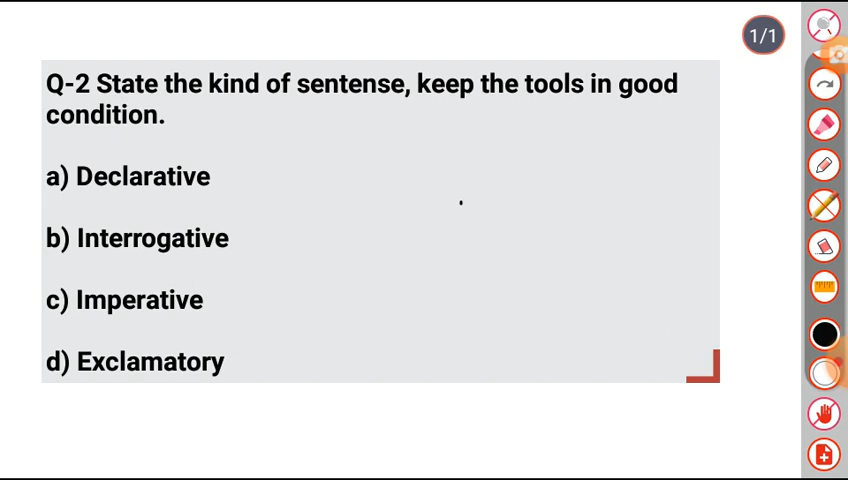 1/1
Q-2 State the kind of sentense, keep the tools in good
condition.
a) Declarative
b) Interrogative
c) Imperative
d) Exclamatory